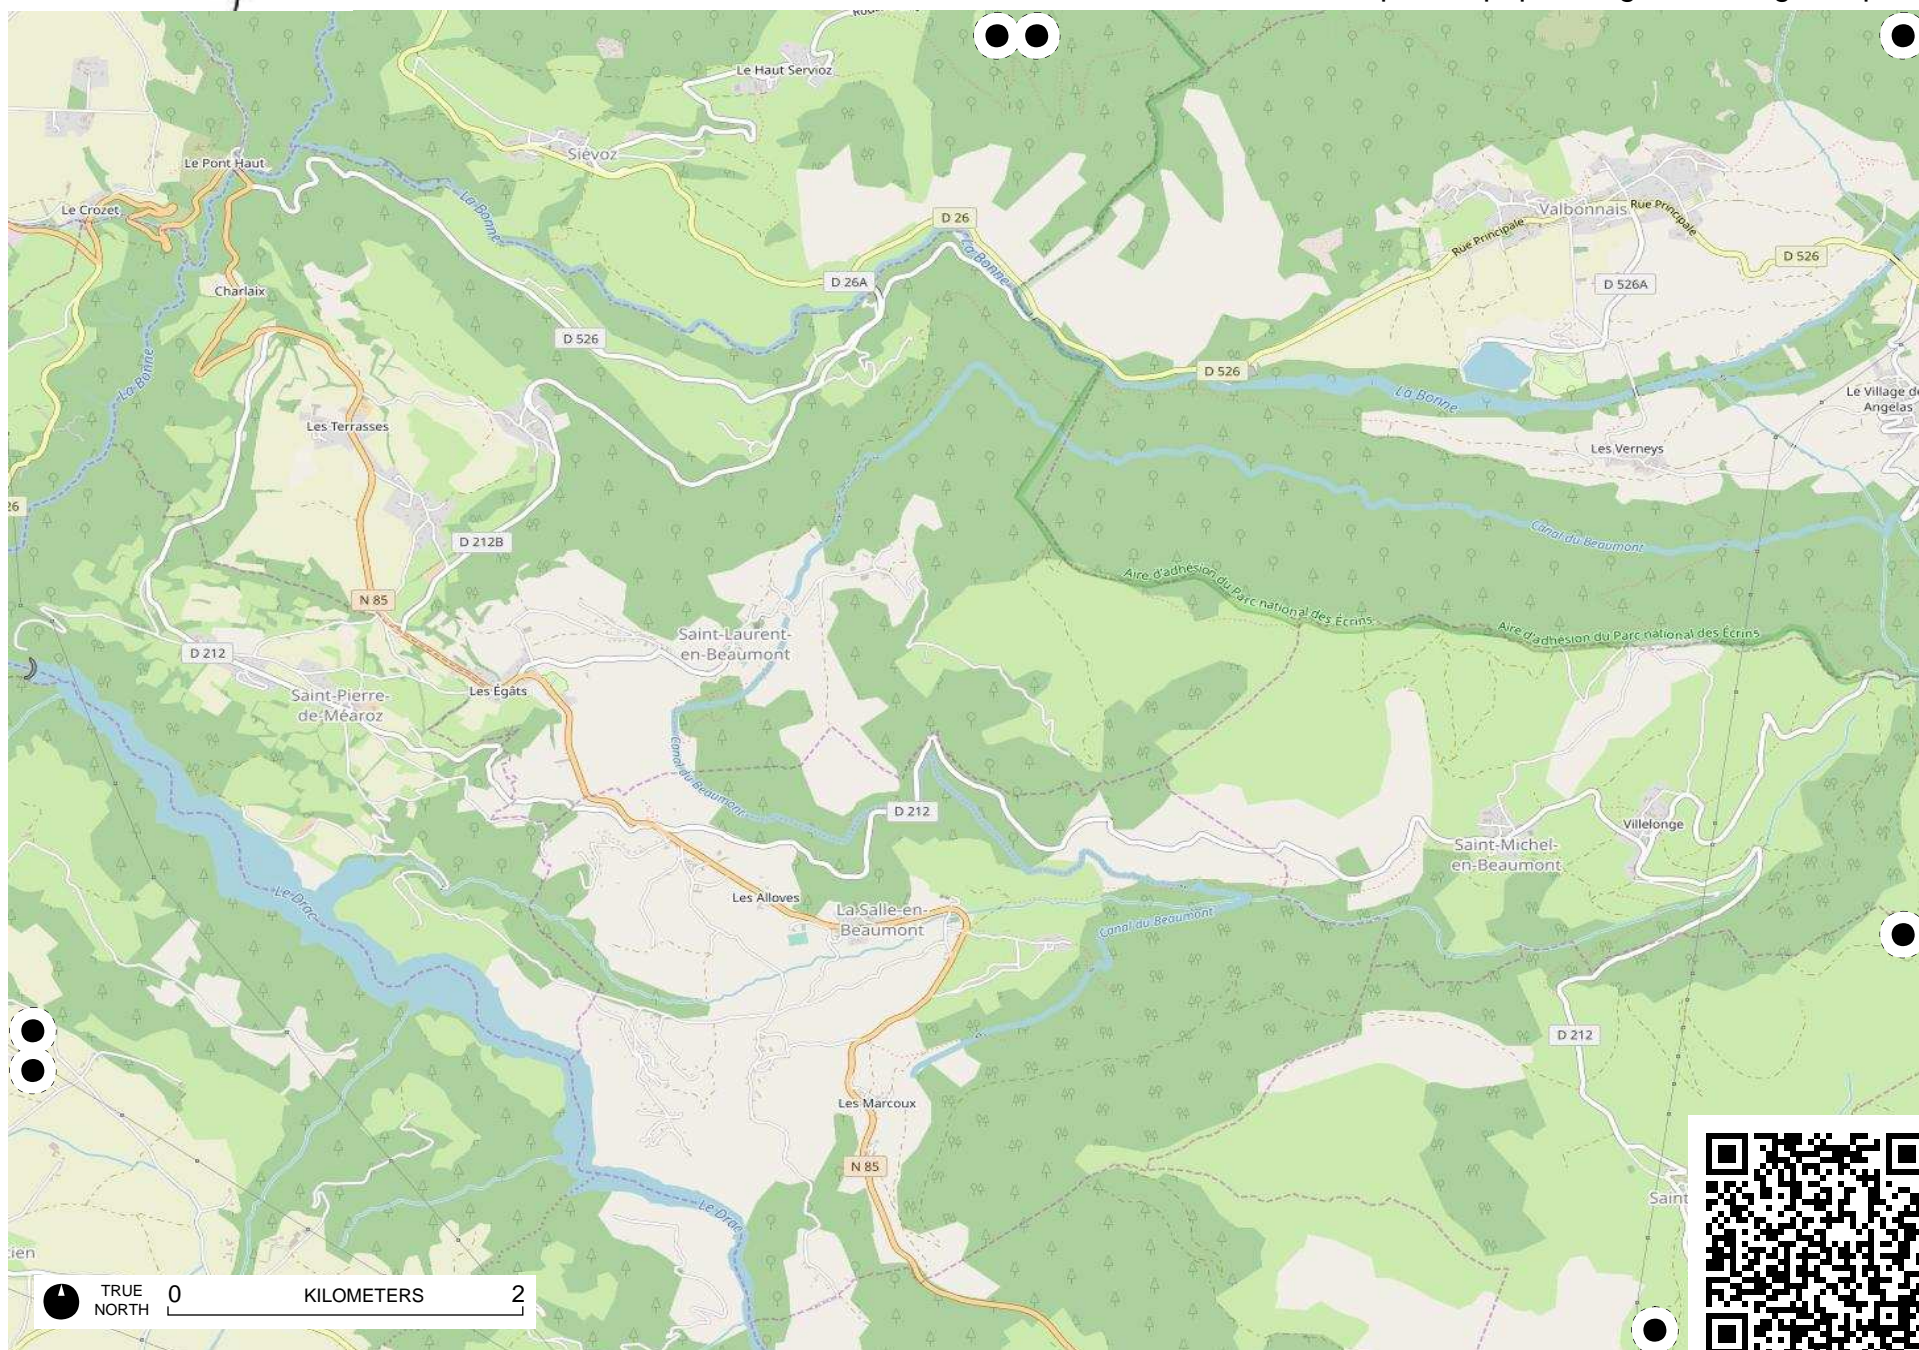 Le Haut Servioz
Siévoz
Le Pont Haut
La Bonne
Le Crozet
Valbonnais
Rue Principale
Rue Principale
D 26
La Bonne
D 526
D 26A
D 526A
Charlaix
D 526
La Bonne
D 526
La Bonne
Le Village de
Angelas
Les Terrasses
Les Verneys
26
D 212B
Canal du Beaumont
Aire d'adhésion du Parc national des Écrins
Aire d'adhésion du Parc national des Écrins
N 85
Saint-Laurent-
en-Beaumont
D 212
Les Égâts
Saint-Pierre-
de-Méaroz
Canal du Beaumont
D 212
Villelonge
Saint-Michel-
en-Beaumont
Le Drac
Les Alloves
La Salle-en-
Beaumont
Canal du Beaumont
D 212
Les Marcoux
N 85
Saint
Le Drac
cien
TRUE
NORTH
0 KILOMETERS 2